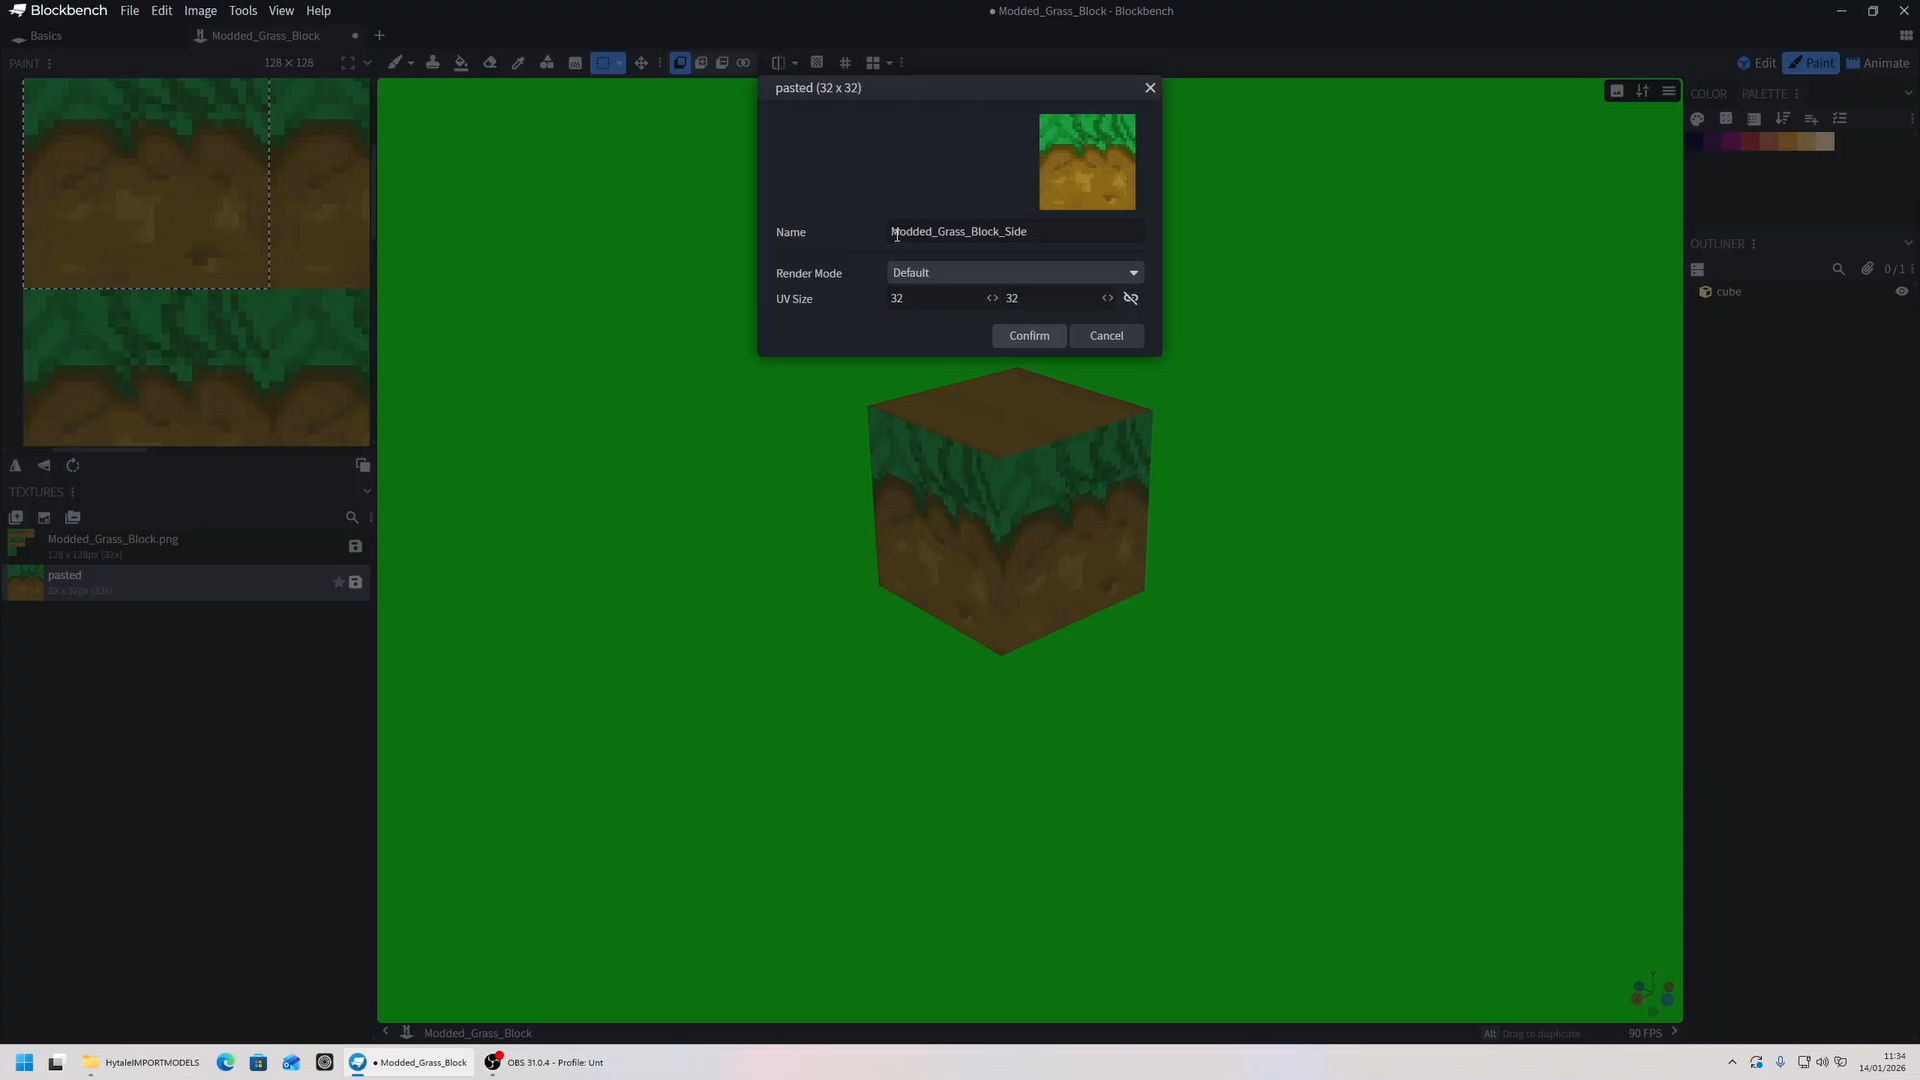 Blockbench File Edit Image Tools View Help
● Modded_Grass_Block - Blockbench
Basics
Modded_Grass_Block
PAINT
128 × 128
Edit Paint Animate
pasted (32 x 32)
COLOR PALETTE
Name
Modded_Grass_Block_Side
OUTLINER
Render Mode
Default
0/1
cube
UV Size
32
32
Confirm
Cancel
TEXTURES
Modded_Grass_Block.png
128 x 128px (32x)
pasted
32 x 32px (32x)
Modded_Grass_Block
Alt Drag to duplicate
90 FPS
HytaleIMPORTMODELS
● Modded_Grass_Block
OBS 31.0.4 - Profile: Unt
11:34
14/01/2026
Y